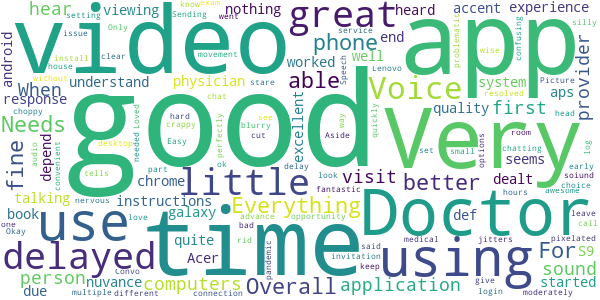 video app
good Very
time Doctor
great phone able Voice
little use using
delayed Overall Everything
Needs fine For better
hear viewing nothing heard accent experience
android When understand physician worked well end
response depend provider
excellent quality first system seems aps
visit dealt def
chrome instructions galaxy quite Acer
talking book nuvance computers person due
application S9 sound started
setting Only know exam
Sending went install issue house
movement without Speech service Lenovo clear
set small options wise Picture resolved
confusing problematic silly
choppy audio convenient desktop tells
crappy chat hard perfectly Easy
needed Loved blurry cut see way
Aside delay ok quickly chatting room
head soiund choice early log
part nervous love look stare fantastic
advance opportunity bad rid jitters
pandemic invitation said medical keep
hours awesome leave call
one Okay multiple different Convo connection
pixelated give login moderately